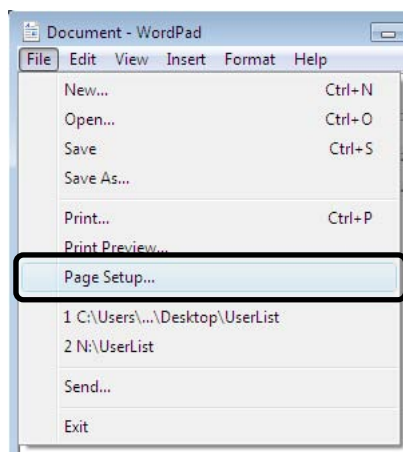 Document - WordPad
File Edit View Insert Format Help
New... Ctrl+N
Open... Ctrl+O
Save Ctrl+S
Save As...
Print... Ctrl+P
Print Preview...
Page Setup...
1 C:\Users\...\Desktop\UserList
2 N:\UserList
Send...
Exit